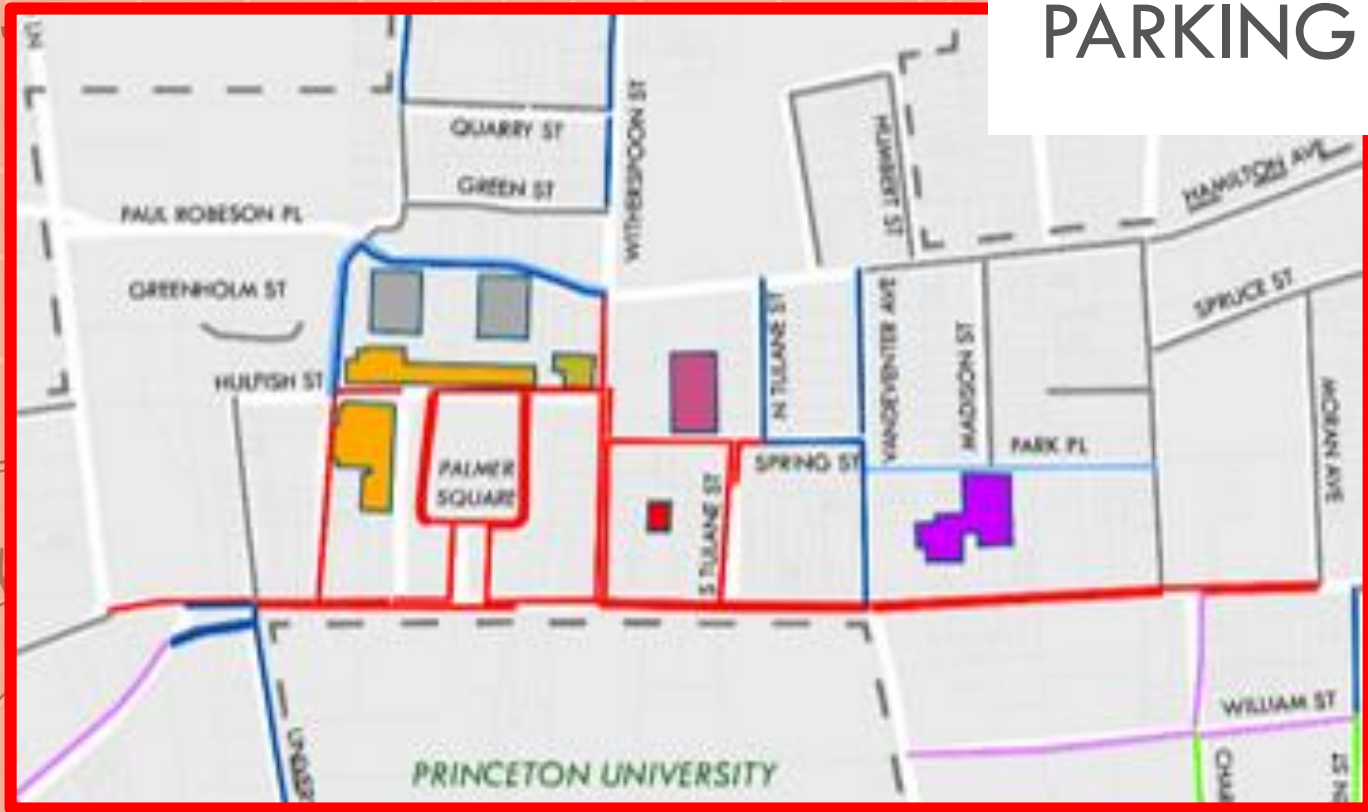 PARKING
LN
QUARRY ST
WITHERSPOON ST
GREEN ST
HUMBERT ST
HAMILTON AVE
PAUL ROBESON PL
GREENHOLM ST
SPRUCE ST
N TULANE ST
VANDEVENTER AVE
MADISON ST
HULFISH ST
MORAN AVE
PARK PL
PALMER
SQUARE
SPRING ST
S TULANE ST
WILLIAM ST
PRINCETON UNIVERSITY
CHAR